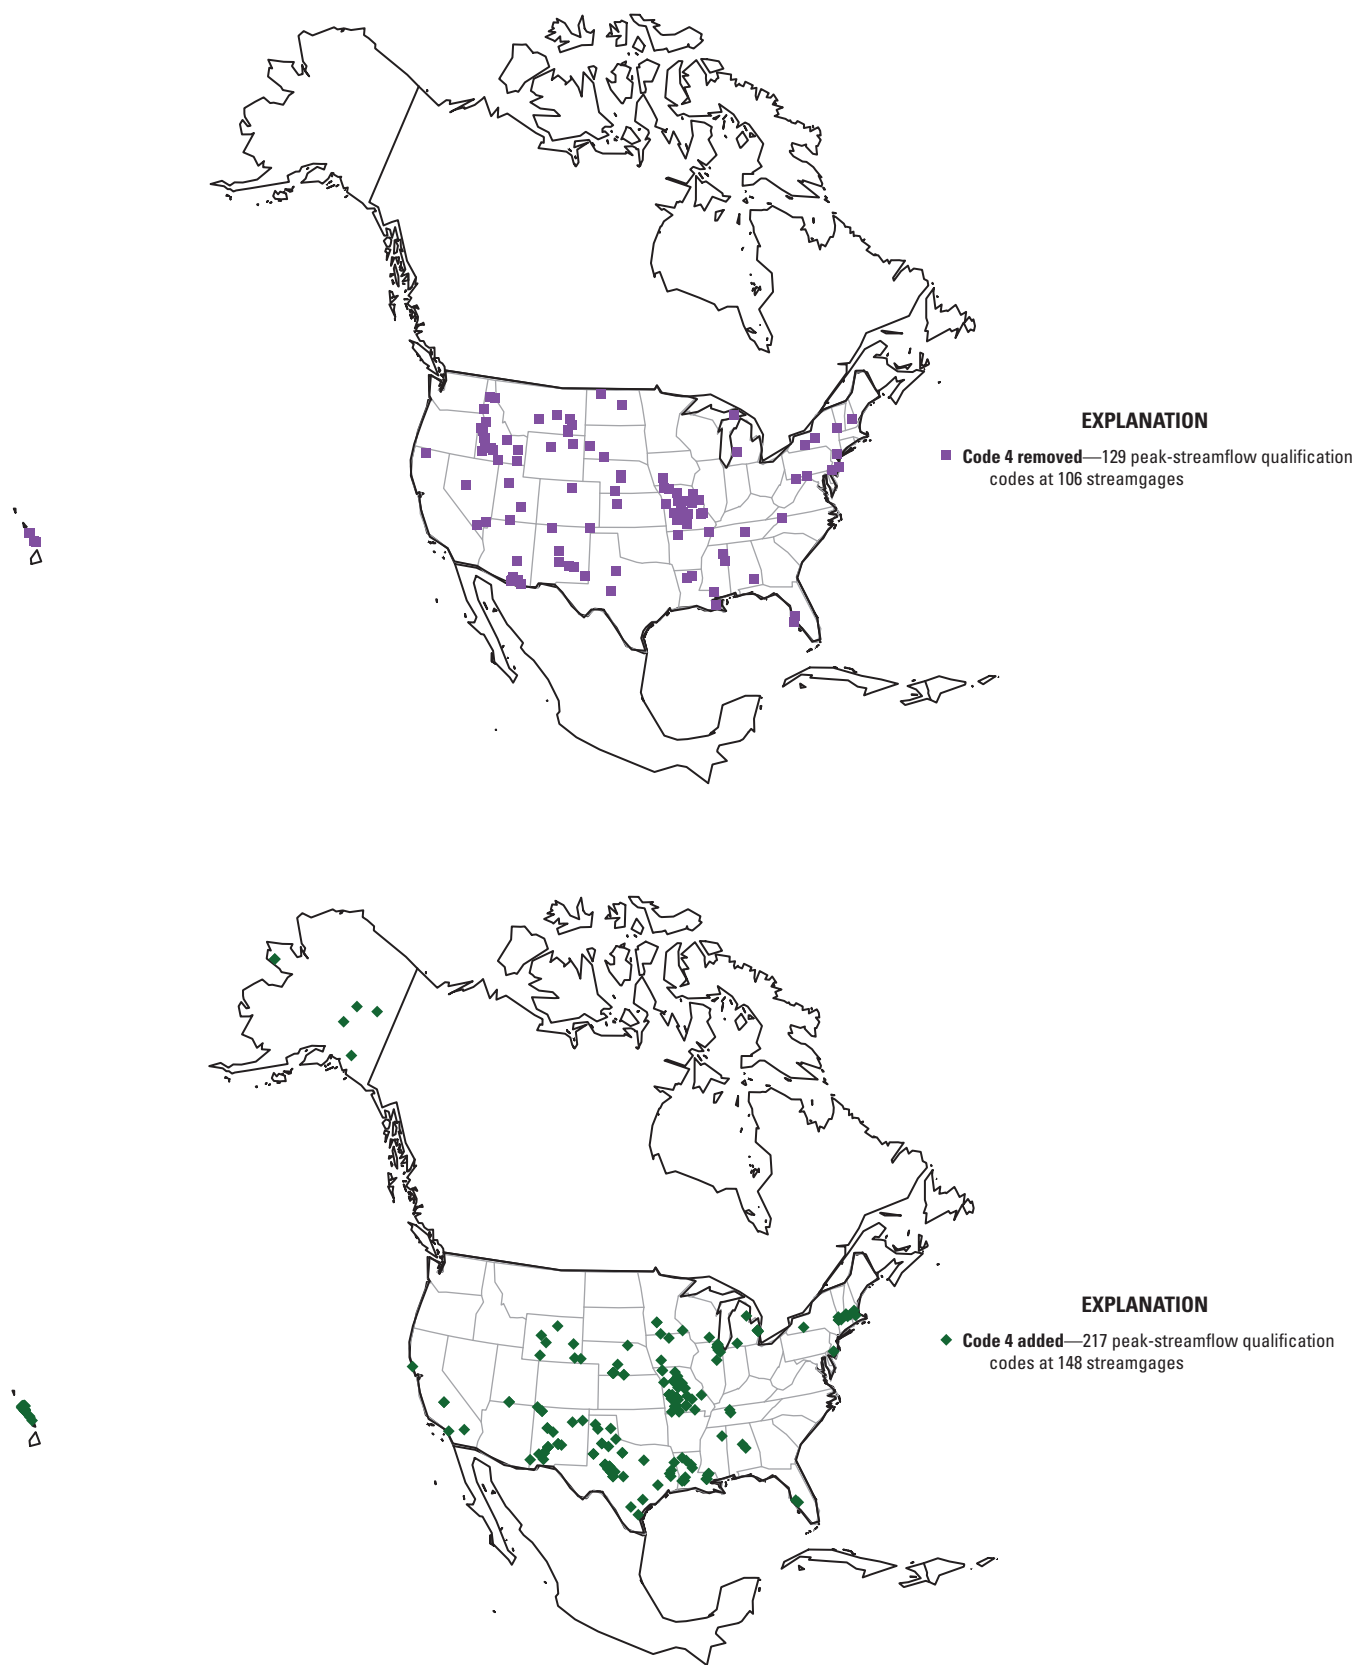 EXPLANATION
Code 4 removed—129 peak-streamflow qualification
codes at 106 streamgages
EXPLANATION
Code 4 added—217 peak-streamflow qualification
codes at 148 streamgages